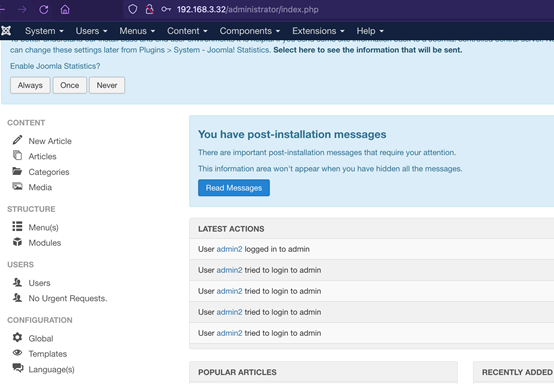 192.168.3.32/administrator/index.php
System Users Menus Content Components Extensions Help
can change these settings later from Plugins > System - Joomla! Statistics. Select here to see the information that will be sent.
Enable Joomla Statistics?
Always Once Never
CONTENT
New Article
Articles
Categories
Media
STRUCTURE
Menu(s)
Modules
USERS
Users
No Urgent Requests.
CONFIGURATION
Global
Templates
Language(s)
You have post-installation messages
There are important post-installation messages that require your attention.
This information area won't appear when you have hidden all the messages.
Read Messages
LATEST ACTIONS
User admin2 logged in to admin
User admin2 tried to login to admin
User admin2 tried to login to admin
User admin2 tried to login to admin
User admin2 tried to login to admin
POPULAR ARTICLES
RECENTLY ADDED